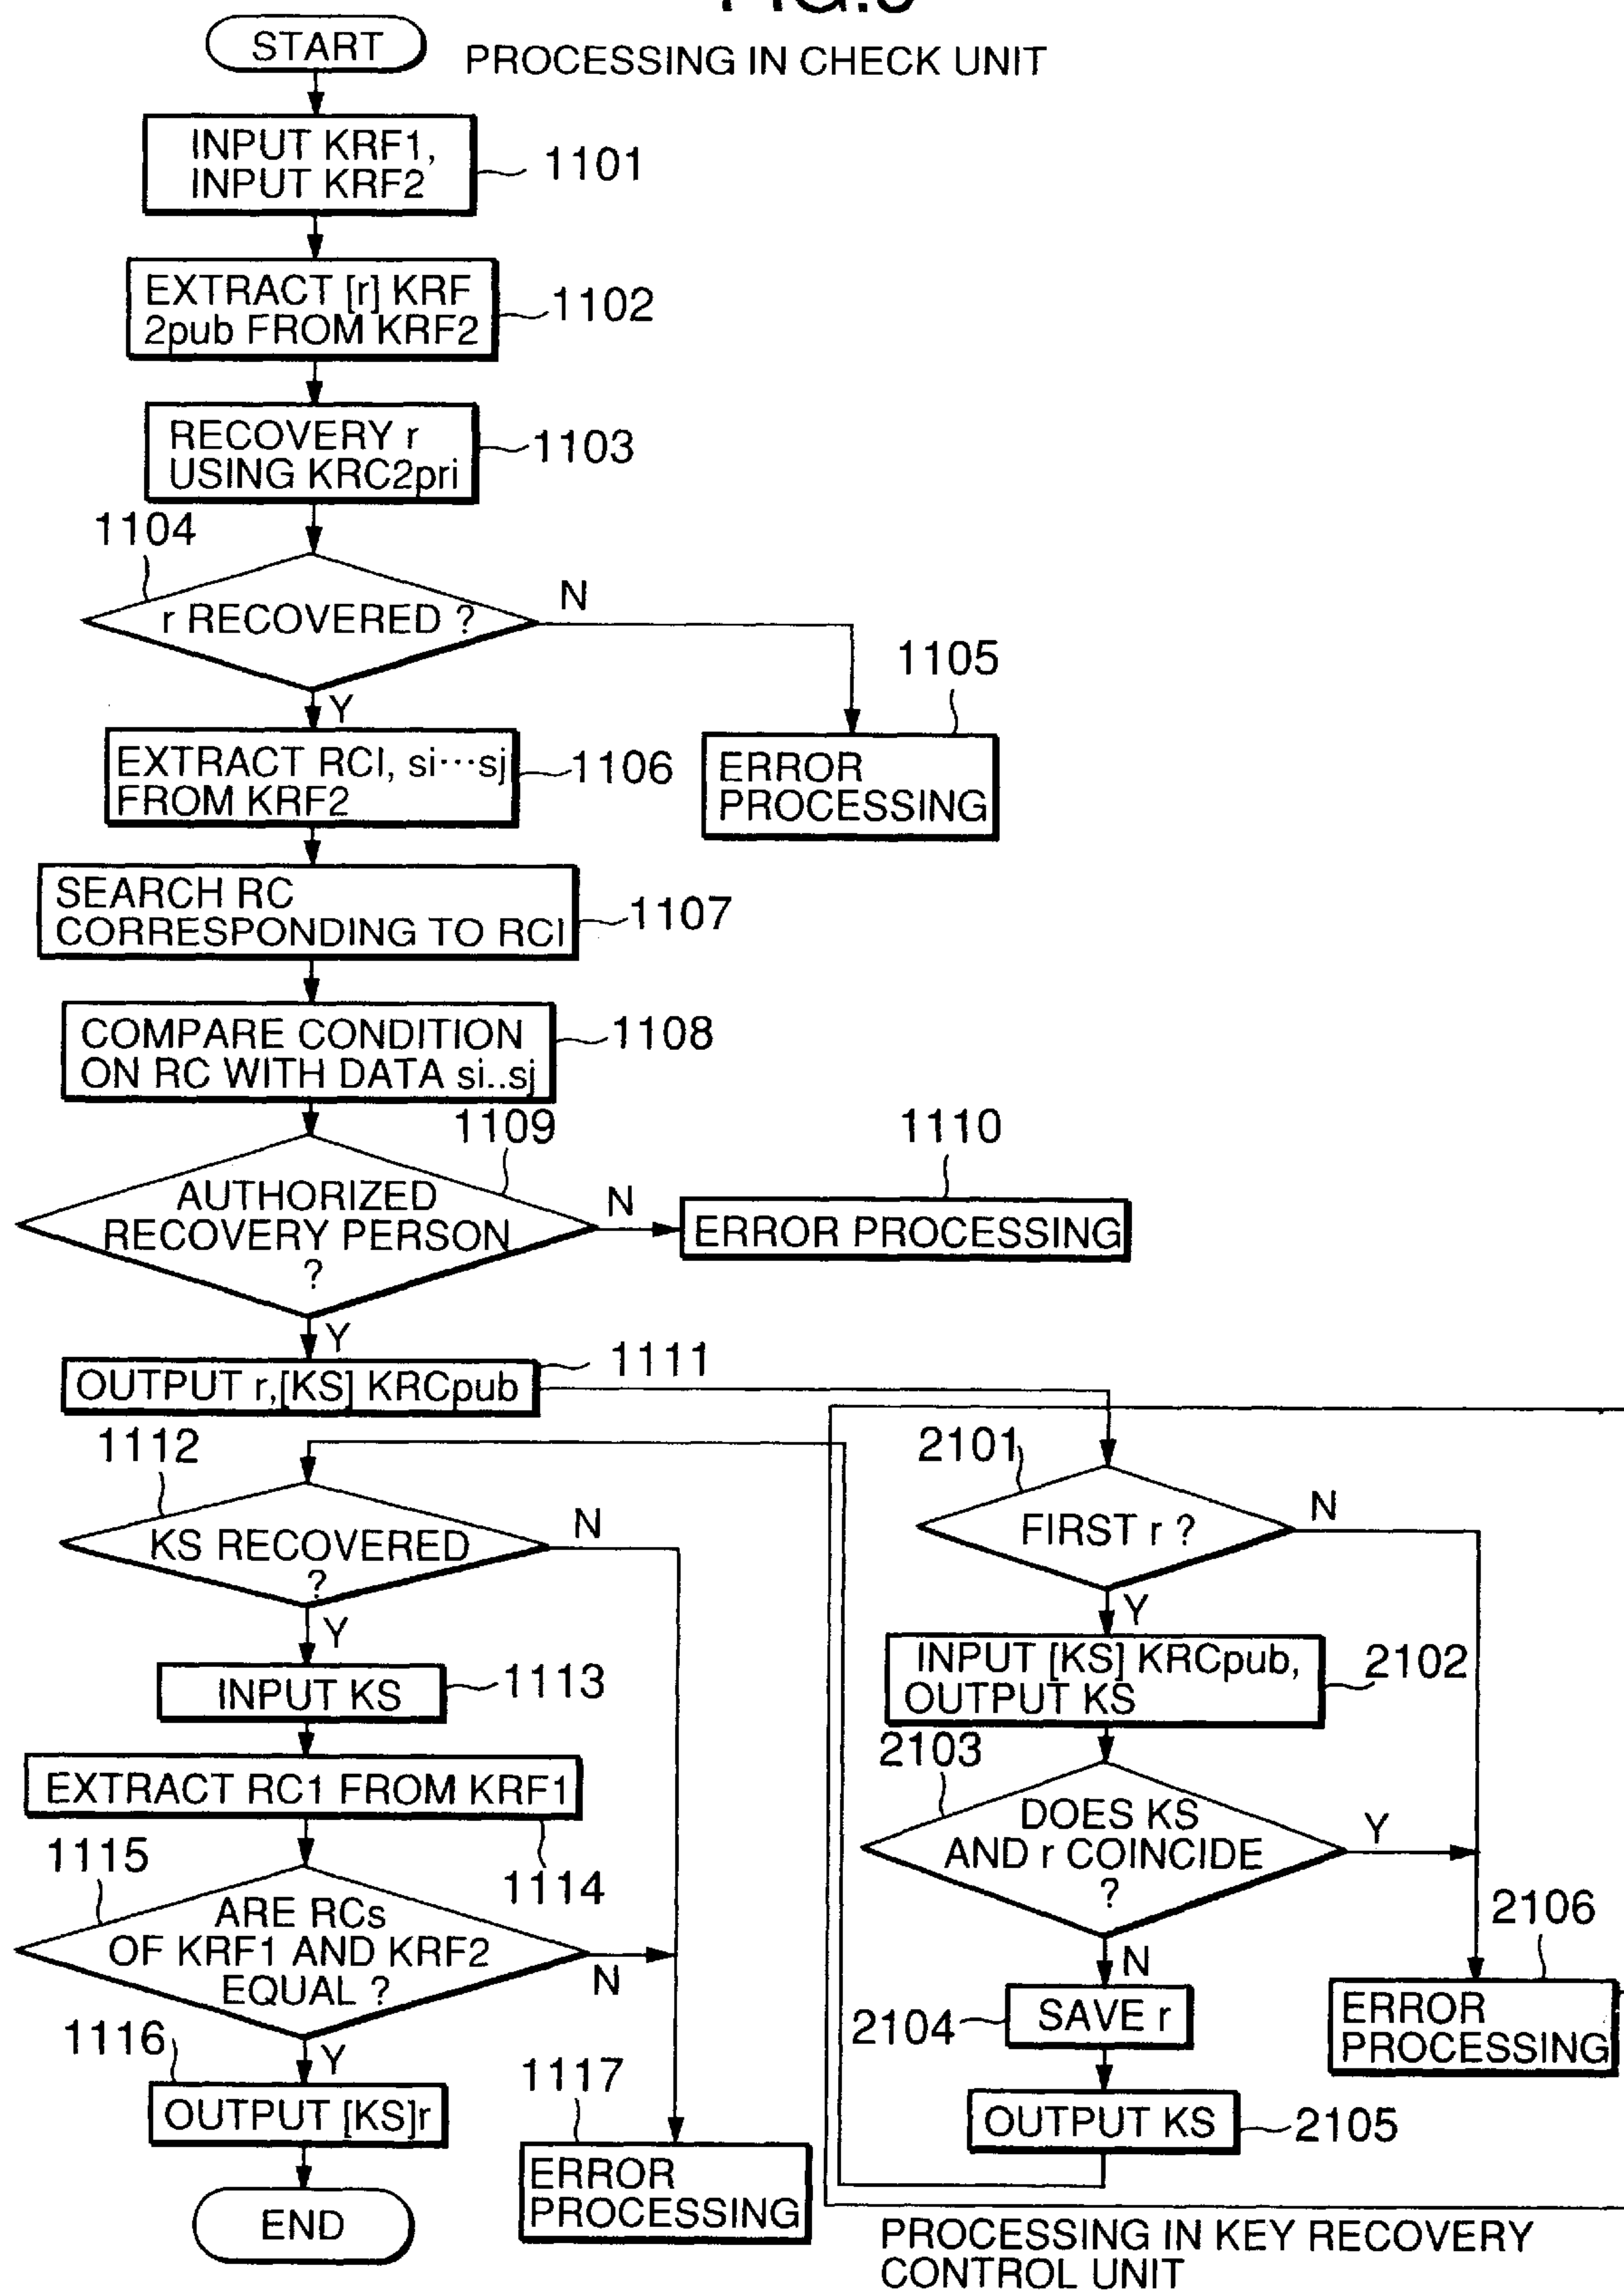 START
PROCESSING IN CHECK UNIT
INPUT KRF1,
INPUT KRF2
1101
EXTRACT [r] KRF
2pub FROM KRF2
1102
RECOVERY r
USING KRC2pri
1103
1104
r RECOVERED ?
N
Y
1105
ERROR
PROCESSING
EXTRACT RCI, si···sj
FROM KRF2
1106
SEARCH RC
CORRESPONDING TO RCI
1107
COMPARE CONDITION
ON RC WITH DATA si..sj
1108
1109
AUTHORIZED
RECOVERY PERSON
?
N
Y
1110
ERROR PROCESSING
OUTPUT r,[KS] KRCpub
1111
1112
KS RECOVERED
?
N
Y
INPUT KS
1113
EXTRACT RC1 FROM KRF1
1114
1115
ARE RCs
OF KRF1 AND KRF2
EQUAL ?
N
Y
1116
OUTPUT [KS]r
END
1117
ERROR
PROCESSING
2101
FIRST r ?
N
Y
INPUT [KS] KRCpub,
OUTPUT KS
2102
2103
DOES KS
AND r COINCIDE
?
Y
N
2104
SAVE r
OUTPUT KS
2105
2106
ERROR
PROCESSING
PROCESSING IN KEY RECOVERY
CONTROL UNIT